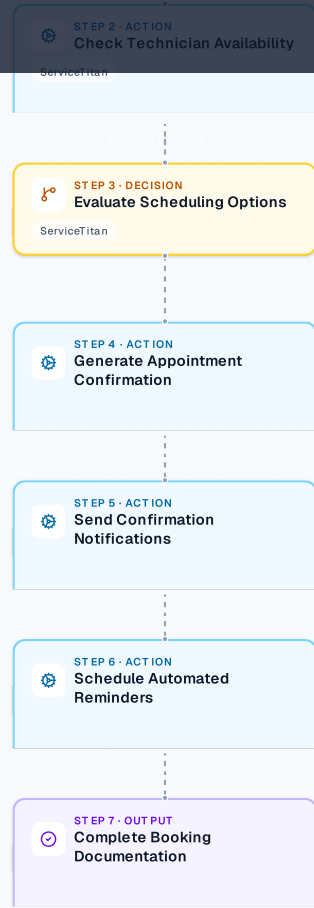 STEP 2 · ACTION
Check Technician Availability
ServiceTitan
STEP 3 · DECISION
Evaluate Scheduling Options
ServiceTitan
STEP 4 · ACTION
Generate Appointment
Confirmation
STEP 5 · ACTION
Send Confirmation
Notifications
STEP 6 · ACTION
Schedule Automated
Reminders
STEP 7 · OUTPUT
Complete Booking
Documentation